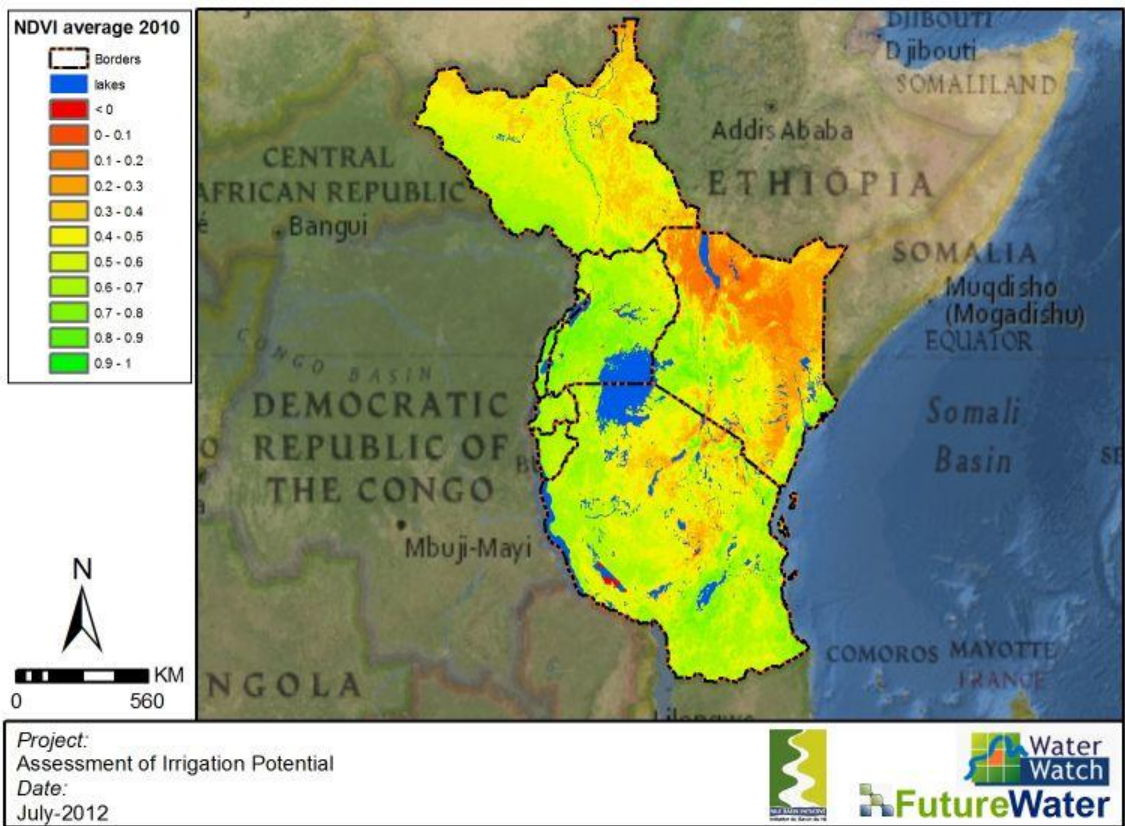 NDVI average 2010
Borders
lakes
< 0
0 - 0.1
0.1 - 0.2
0.2 - 0.3
0.3 - 0.4
0.4 - 0.5
0.5 - 0.6
0.6 - 0.7
0.7 - 0.8
0.8 - 0.9
0.9 - 1
DJIBOUTI
Djibouti
SOMALILAND
Addis Ababa
ETHIOPIA
CENTRAL
AFRICAN REPUBLIC
Bangui
SOMALIA
Muqdisho
(Mogadishu)
EQUATOR
CONGO BASIN
DEMOCRATIC
REPUBLIC OF
THE CONGO
Somali
Basin
Mbuji-Mayi
N
KM
0 560
NGOLA
COMOROS MAYOTTE
FRANCE
Project:
Assessment of Irrigation Potential
Date:
July-2012
Water
Watch
FutureWater